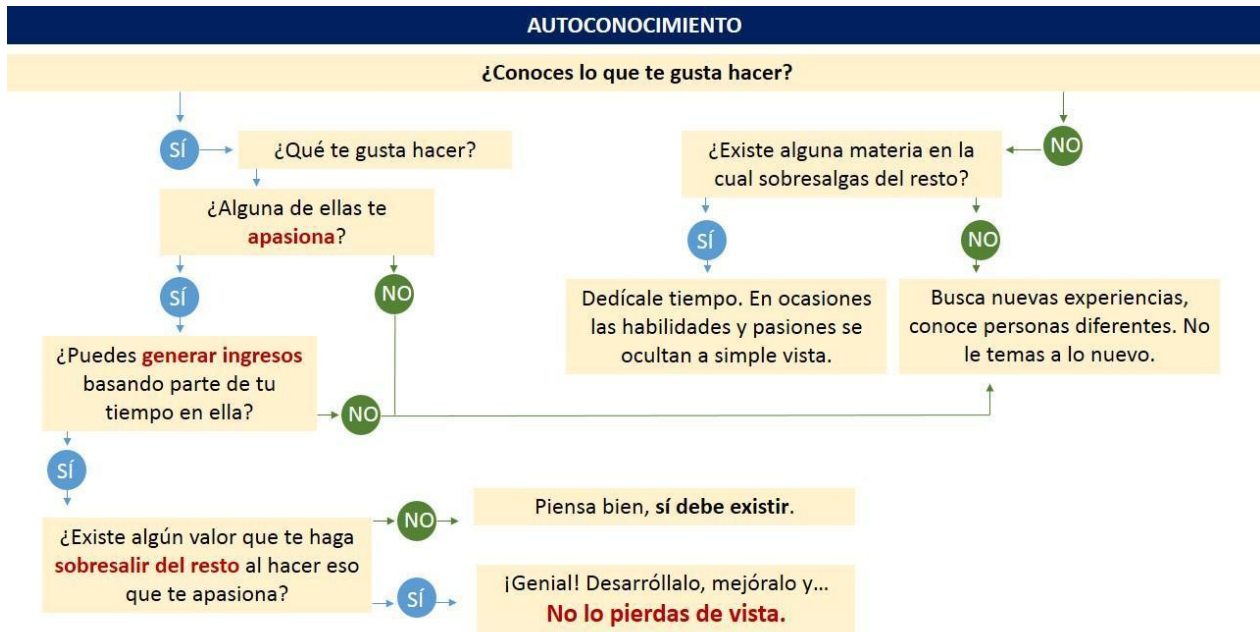 AUTOCONOCIMIENTO
¿Conoces lo que te gusta hacer?
SÍ
¿Qué te gusta hacer?
¿Existe alguna materia en la
cual sobresalgas del resto?
NO
¿Alguna de ellas te
apasiona?
SÍ
NO
SÍ
NO
¿Puedes generar ingresos
basando parte de tu
tiempo en ella?
NO
Dedícale tiempo. En ocasiones
las habilidades y pasiones se
ocultan a simple vista.
Busca nuevas experiencias,
conoce personas diferentes. No
le temas a lo nuevo.
SÍ
¿Existe algún valor que te haga
sobresalir del resto al hacer eso
que te apasiona?
NO
Piensa bien, sí debe existir.
SÍ
¡Genial! Desarróllalo, mejóralo y…
No lo pierdas de vista.